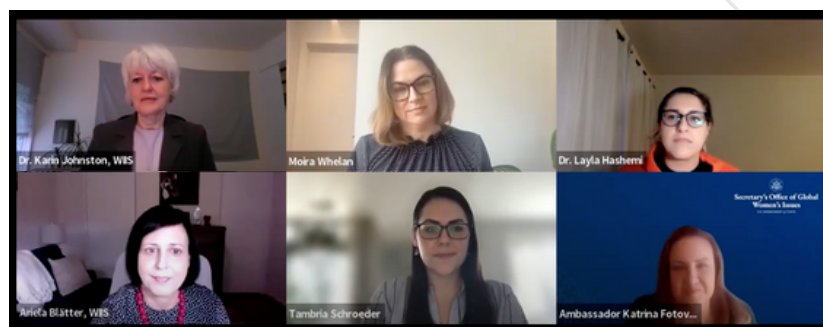 Dr. Karin Johnston, WIIS
Moira Whelan
Dr. Layla Hashemi
Secretary's Office of Global
Women's Issues
Ariela Blätter, WIIS
Tambria Schroeder
Ambassador Katrina Fotov...